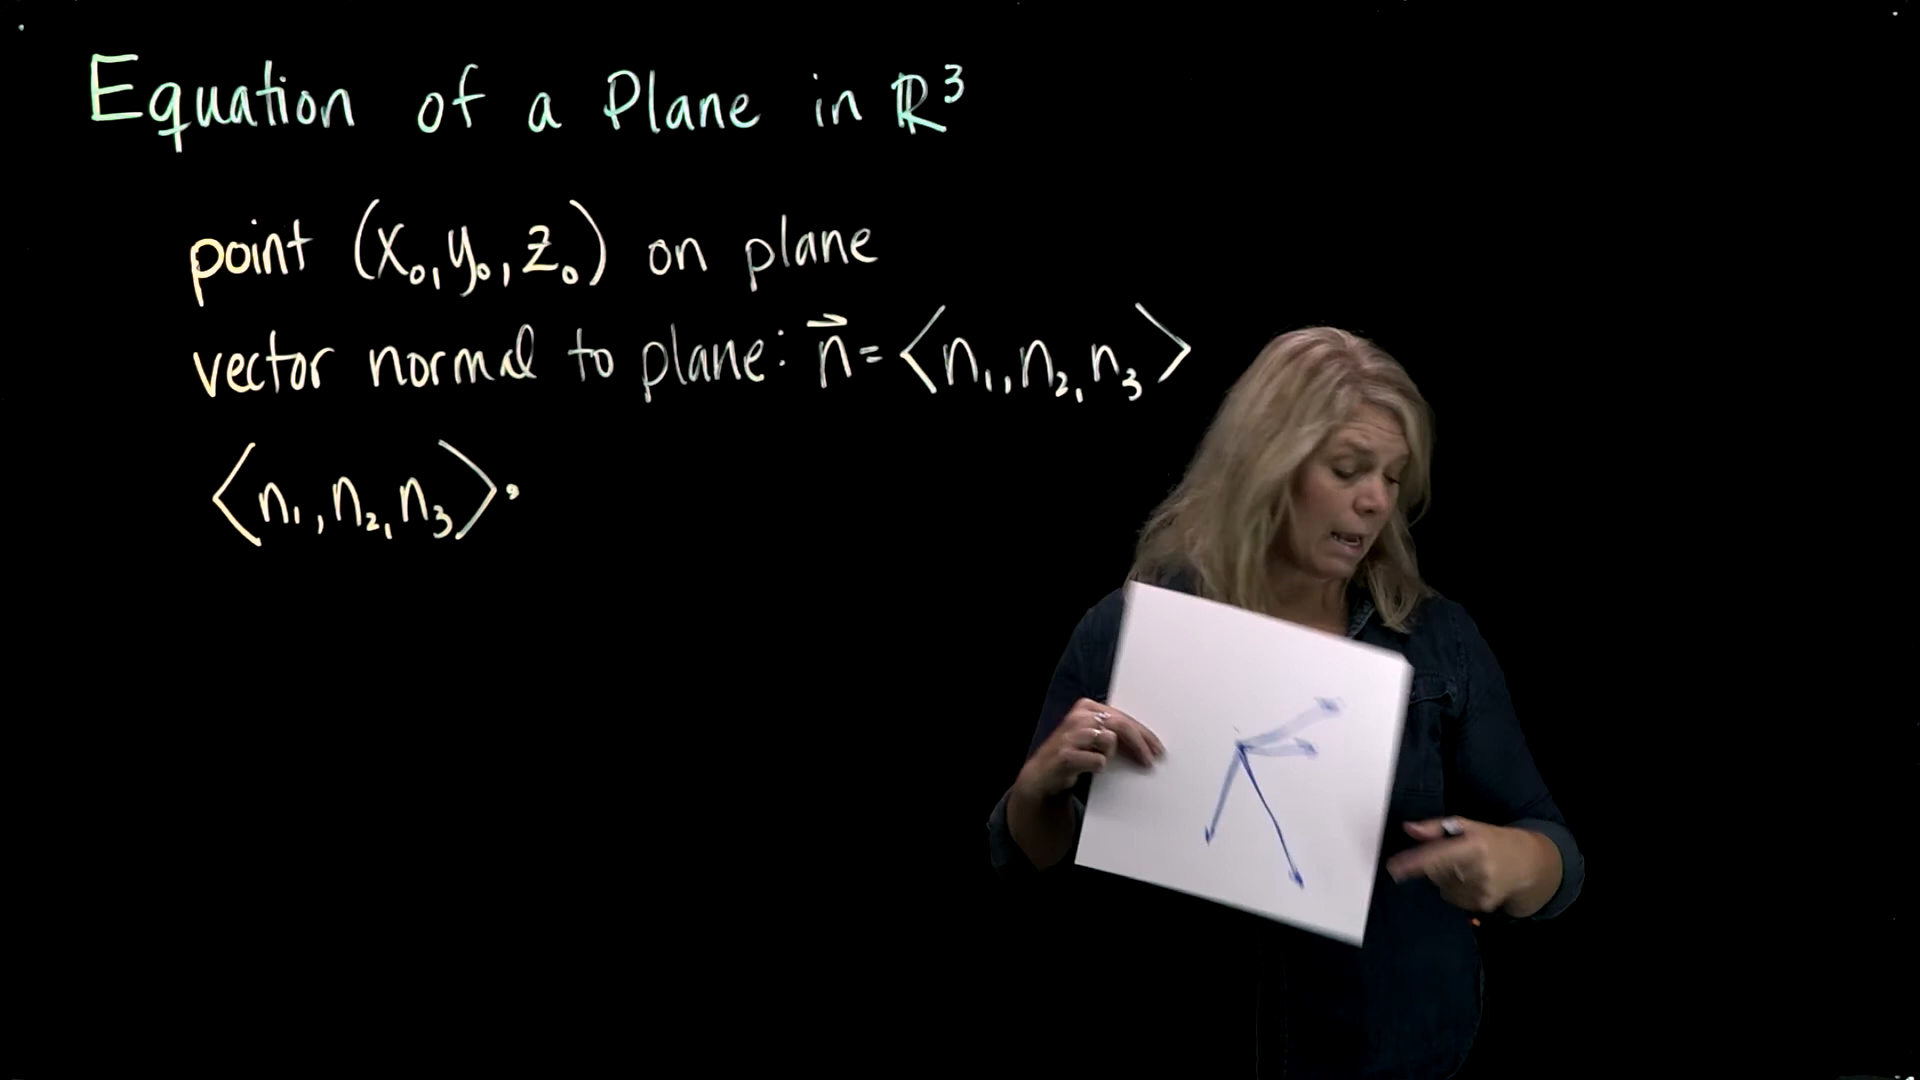 Equation of a Plane in ℝ³
point (x₀, y₀, z₀) on plane
vector normal to plane: n⃗ = ⟨n₁, n₂, n₃⟩
⟨n₁, n₂, n₃⟩ ·